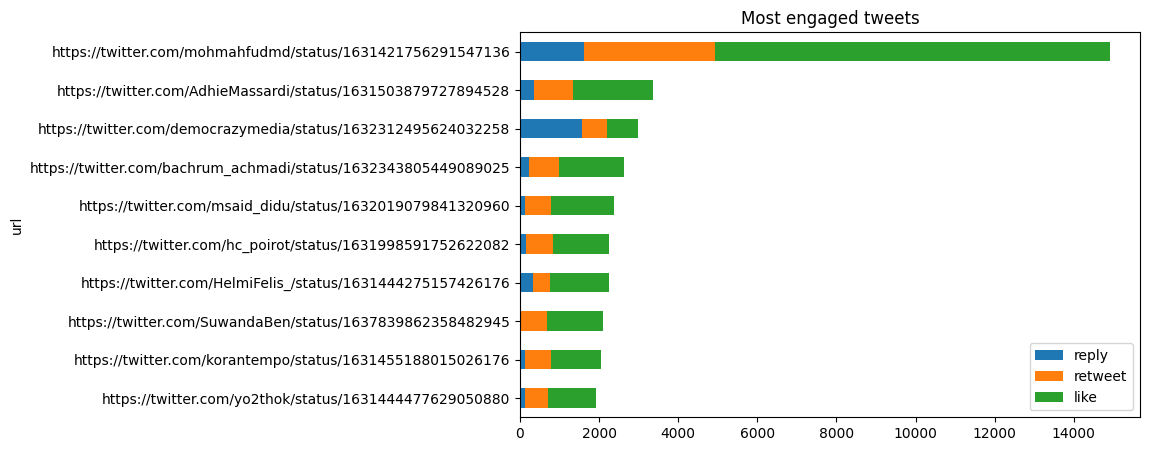 Most engaged tweets
https://twitter.com/mohmahfudmd/status/1631421756291547136
https://twitter.com/AdhieMassardi/status/1631503879727894528
https://twitter.com/democrazymedia/status/1632312495624032258
https://twitter.com/bachrum_achmadi/status/1632343805449089025
https://twitter.com/msaid_didu/status/1632019079841320960
https://twitter.com/hc_poirot/status/1631998591752622082
https://twitter.com/HelmiFelis_/status/1631444275157426176
https://twitter.com/SuwandaBen/status/1637839862358482945
https://twitter.com/korantempo/status/1631455188015026176
https://twitter.com/yo2thok/status/1631444477629050880
url
reply
retweet
like
0 2000 4000 6000 8000 10000 12000 14000